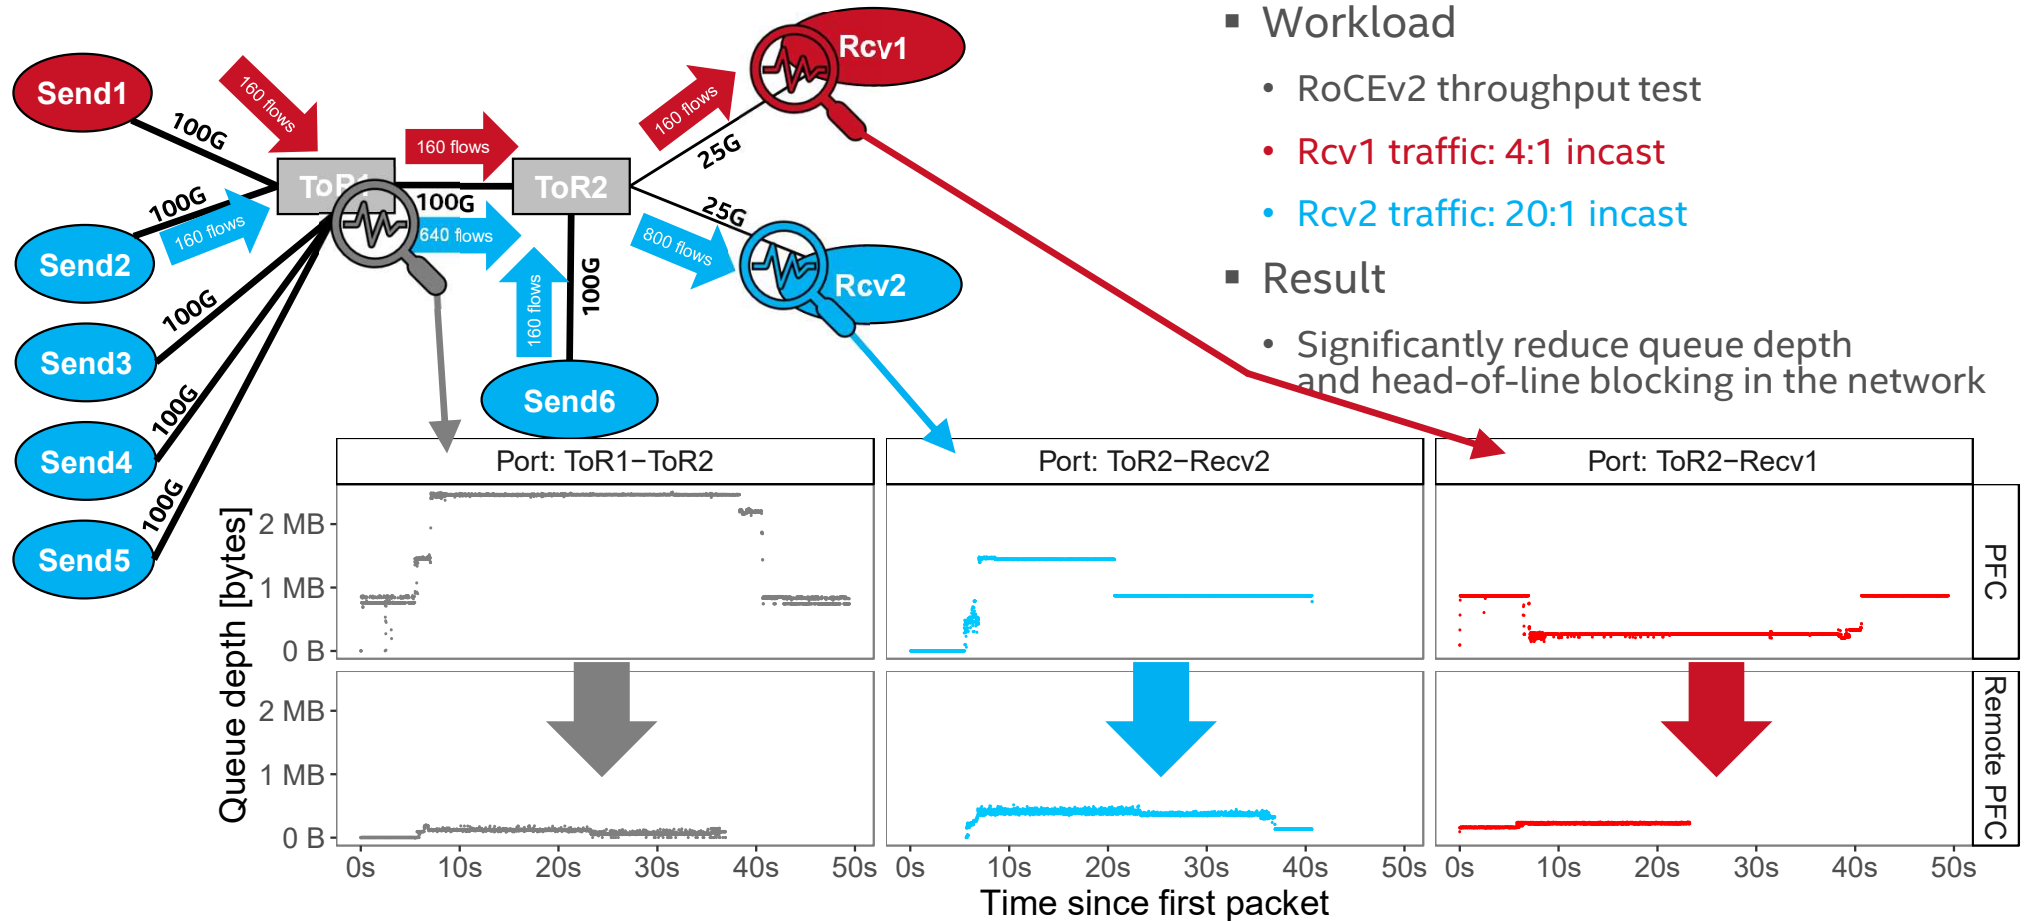 Send1
160 flows
100G
ToR1
160 flows
ToR2
100G
160 flows
Rcv1
25G
Send2
100G
160 flows
640 flows
25G
800 flows
Rcv2
160 flows
100G
Send6
Send3
100G
Send4
100G
Send5
100G
▪ Workload
• RoCEv2 throughput test
• Rcv1 traffic: 4:1 incast
• Rcv2 traffic: 20:1 incast
▪ Result
• Significantly reduce queue depth
and head-of-line blocking in the network
Port: ToR1−ToR2
Port: ToR2−Recv2
Port: ToR2−Recv1
Queue depth [bytes]
2 MB
1 MB
0 B
PFC
2 MB
1 MB
0 B
Remote PFC
0s 10s 20s 30s 40s 50s
0s 10s 20s 30s 40s 50s
0s 10s 20s 30s 40s 50s
Time since first packet